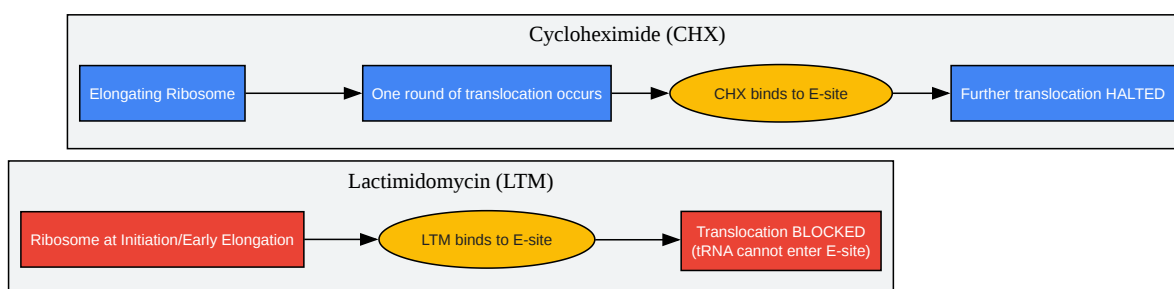 Cycloheximide (CHX)
Elongating Ribosome
One round of translocation occurs
CHX binds to E-site
Further translocation HALTED
Lactimidomycin (LTM)
Ribosome at Initiation/Early Elongation
LTM binds to E-site
Translocation BLOCKED
(tRNA cannot enter E-site)